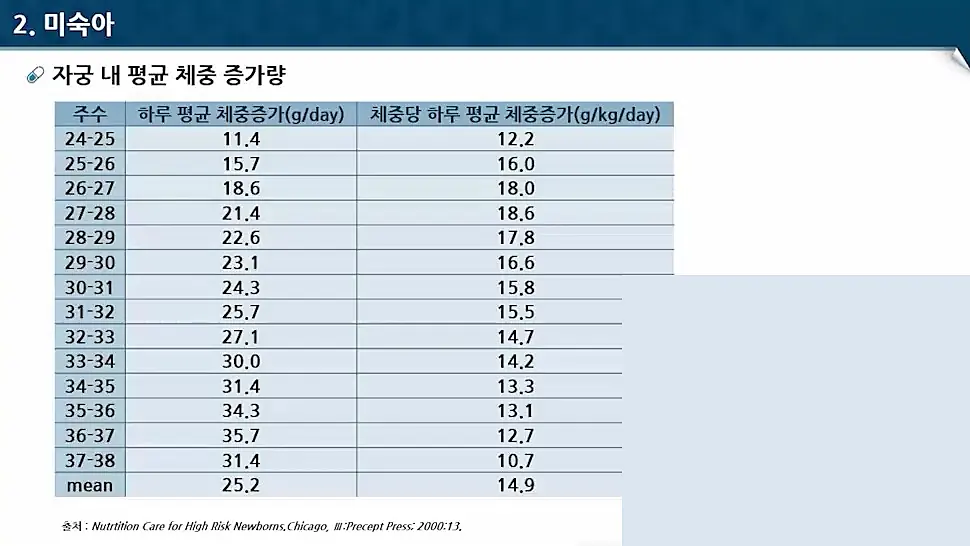 2. 미숙아
자궁 내 평균 체중 증가량
주수 하루 평균 체중증가(g/day) 체중당 하루 평균 체중증가(g/kg/day)
24-25 11.4 12.2
25-26 15.7 16.0
26-27 18.6 18.0
27-28 21.4 18.6
28-29 22.6 17.8
29-30 23.1 16.6
30-31 24.3 15.8
31-32 25.7 15.5
32-33 27.1 14.7
33-34 30.0 14.2
34-35 31.4 13.3
35-36 34.3 13.1
36-37 35.7 12.7
37-38 31.4 10.7
mean 25.2 14.9
출처 : Nutrtition Care for High Risk Newborns.Chicago, Ⅲ:Precept Press: 2000:13.